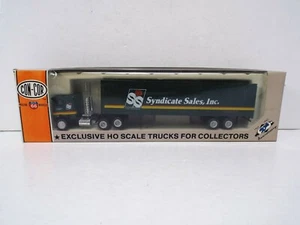 CON-COR
Syndicate Sales, Inc.
★ EXCLUSIVE HO SCALE TRUCKS FOR COLLECTORS